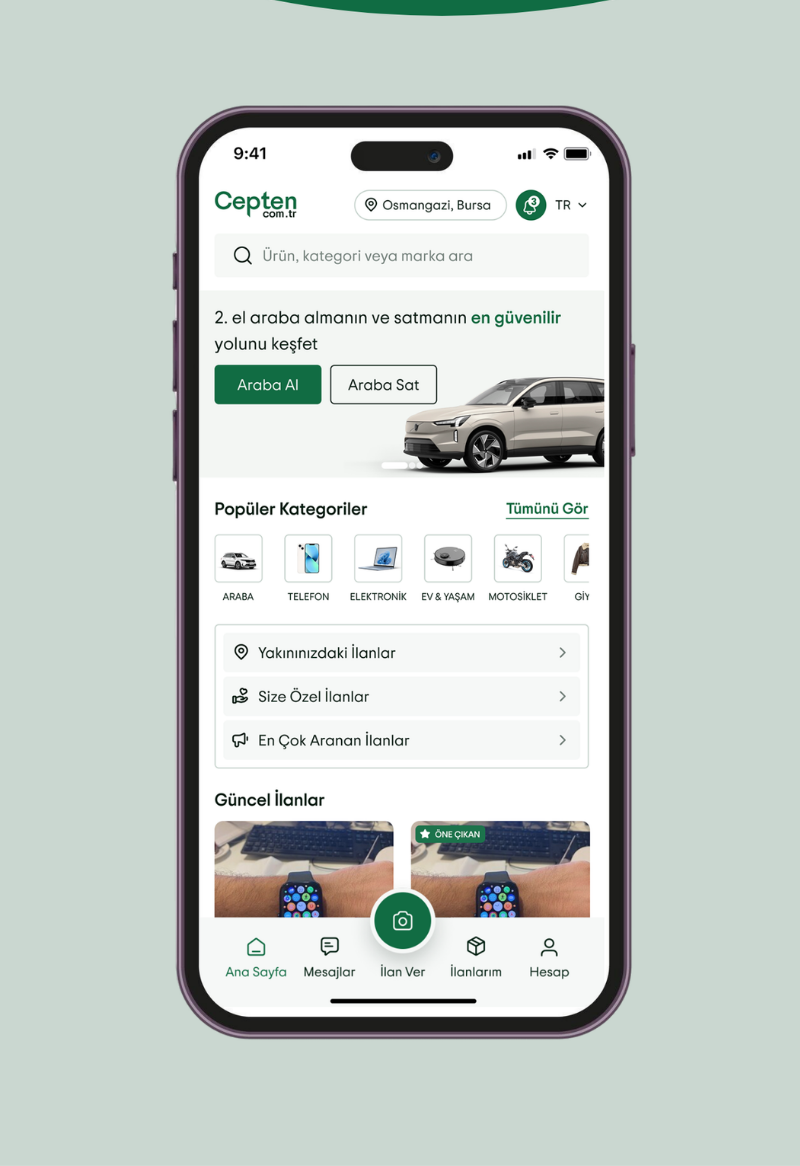 9:41
Cepten
com.tr
Osmangazi, Bursa
3
TR
Ürün, kategori veya marka ara
2. el araba almanın ve satmanın en güvenilir
yolunu keşfet
Araba Al
Araba Sat
Popüler Kategoriler
Tümünü Gör
ARABA
TELEFON
ELEKTRONİK
EV & YAŞAM
MOTOSİKLET
GİY
Yakınınızdaki İlanlar
Size Özel İlanlar
En Çok Aranan İlanlar
Güncel İlanlar
ÖNE ÇIKAN
Ana Sayfa
Mesajlar
İlan Ver
İlanlarım
Hesap